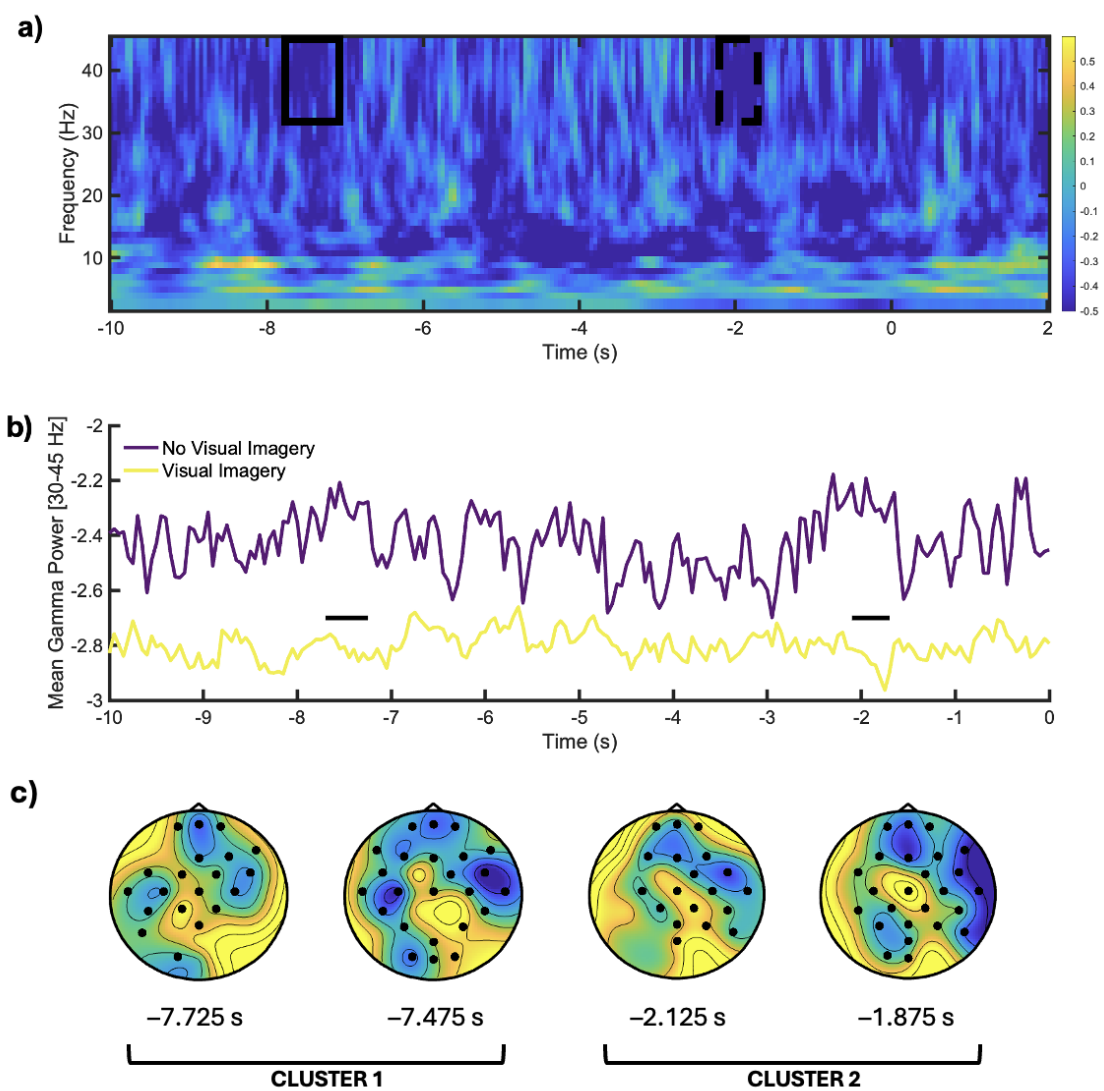 a)
Frequency (Hz)
40
30
20
10
-10
-8
-6
-4
-2
0
2
Time (s)
0.5
0.4
0.3
0.2
0.1
0
-0.1
-0.2
-0.3
-0.4
-0.5
b)
Mean Gamma Power [30-45 Hz]
-2
-2.2
-2.4
-2.6
-2.8
-3
No Visual Imagery
Visual Imagery
-10
-9
-8
-7
-6
-5
-4
-3
-2
-1
0
Time (s)
c)
–7.725 s
–7.475 s
–2.125 s
–1.875 s
CLUSTER 1
CLUSTER 2